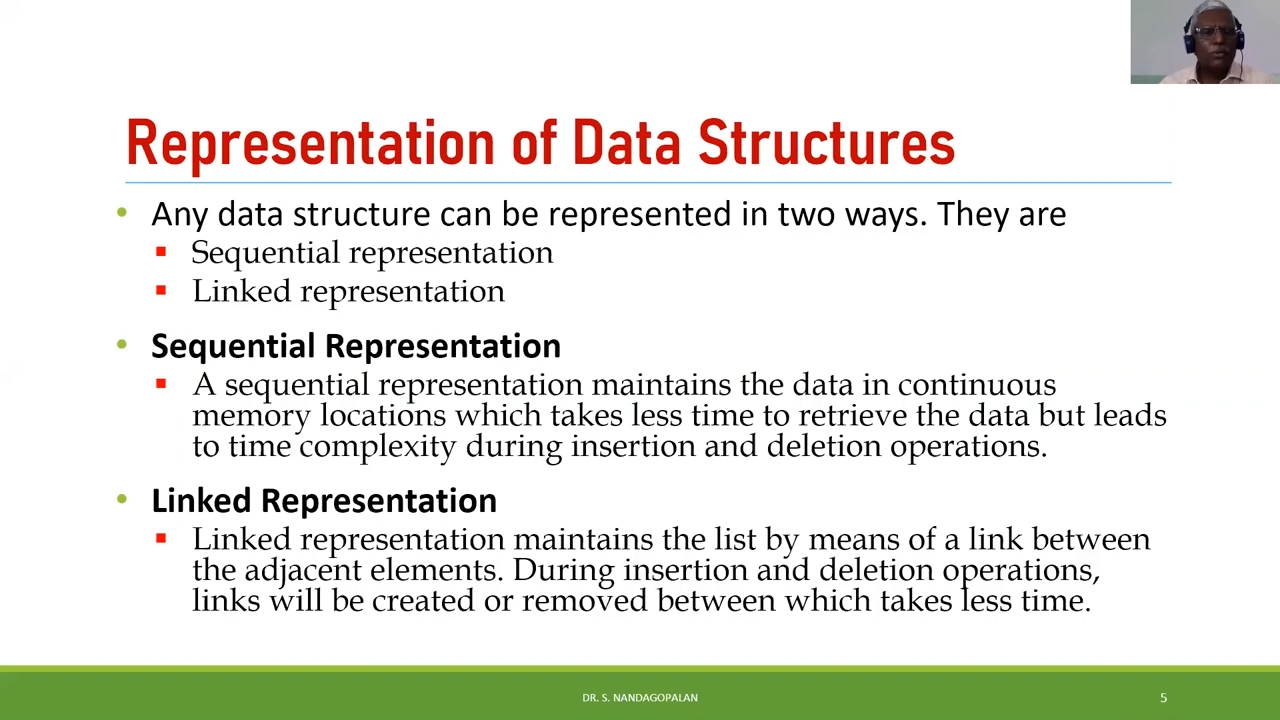 Representation of Data Structures
• Any data structure can be represented in two ways. They are
▪ Sequential representation
▪ Linked representation
• Sequential Representation
▪ A sequential representation maintains the data in continuous
memory locations which takes less time to retrieve the data but leads
to time complexity during insertion and deletion operations.
• Linked Representation
▪ Linked representation maintains the list by means of a link between
the adjacent elements. During insertion and deletion operations,
links will be created or removed between which takes less time.
DR. S. NANDAGOPALAN
5